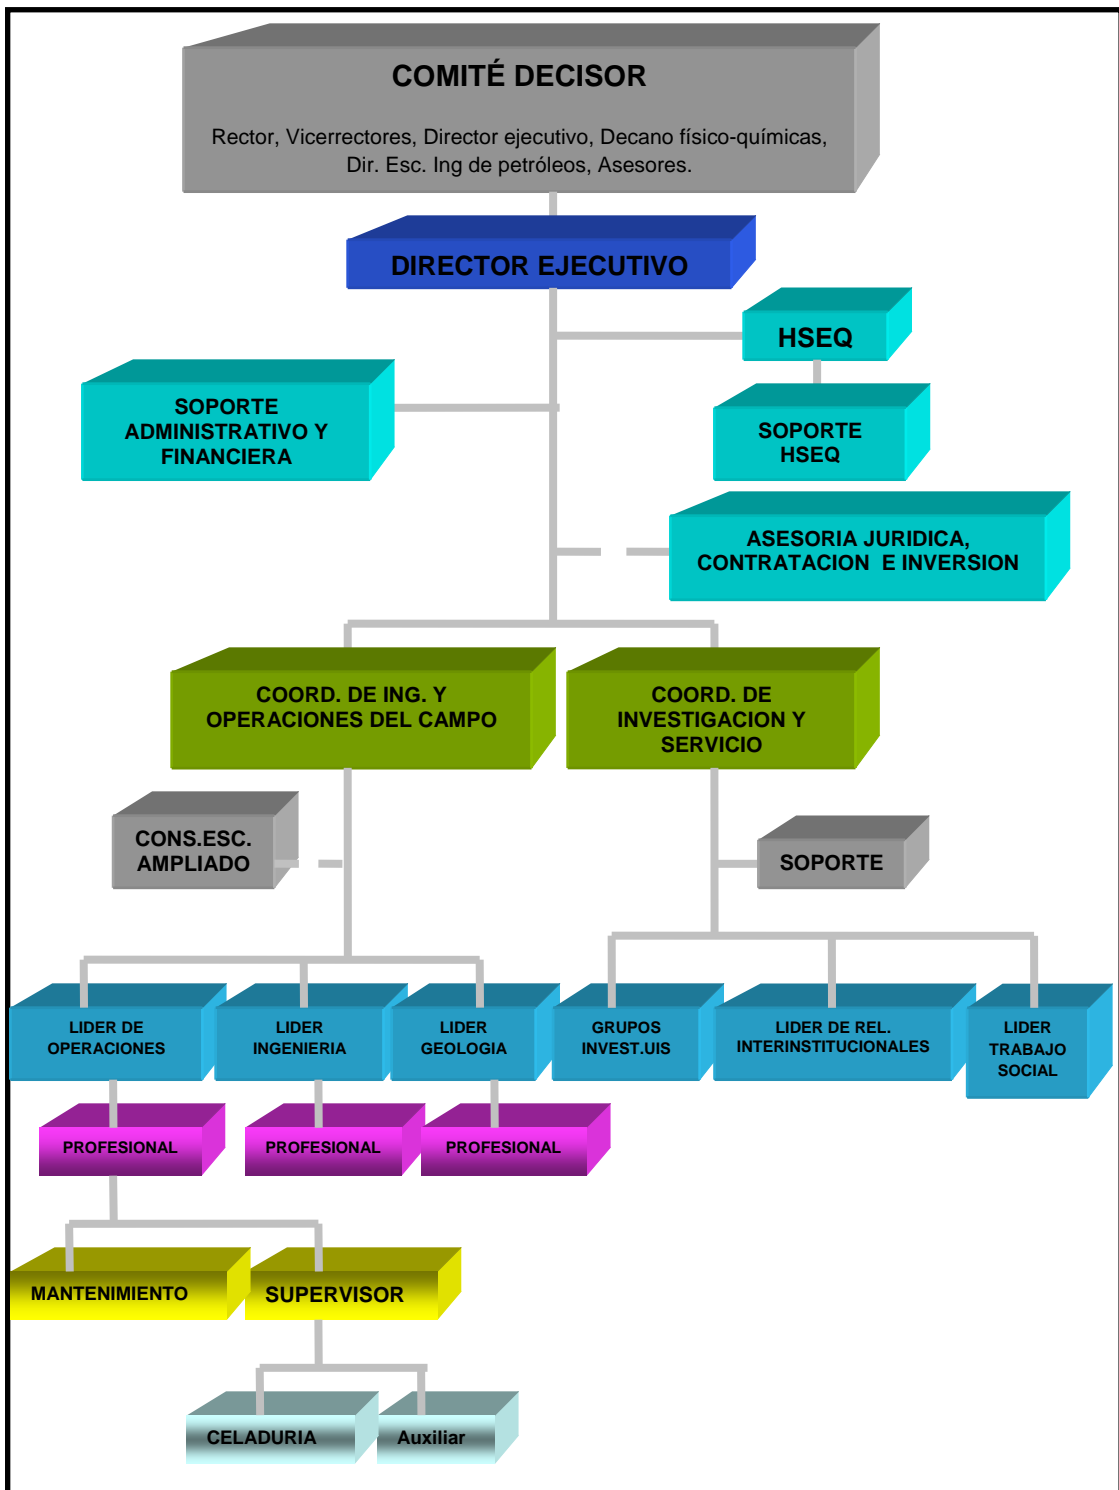 COMITÉ DECISOR
Rector, Vicerrectores, Director ejecutivo, Decano físico-químicas,
Dir. Esc. Ing de petróleos, Asesores.
DIRECTOR EJECUTIVO
HSEQ
SOPORTE
ADMINISTRATIVO Y
FINANCIERA
SOPORTE
HSEQ
ASESORIA JURIDICA,
CONTRATACION E INVERSION
COORD. DE ING. Y
OPERACIONES DEL CAMPO
COORD. DE
INVESTIGACION Y
SERVICIO
CONS.ESC.
AMPLIADO
SOPORTE
LIDER DE
OPERACIONES
LIDER
INGENIERIA
LIDER
GEOLOGIA
GRUPOS
INVEST.UIS
LIDER DE REL.
INTERINSTITUCIONALES
LIDER
TRABAJO
SOCIAL
PROFESIONAL
PROFESIONAL
PROFESIONAL
MANTENIMIENTO
SUPERVISOR
CELADURIA
Auxiliar